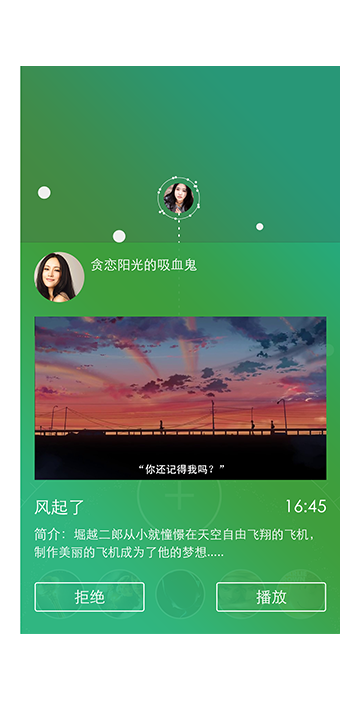 贪恋阳光的吸血鬼
“你还记得我吗？”
风起了 16:45
简介：堀越二郎从小就憧憬在天空自由飞翔的飞机，
制作美丽的飞机成为了他的梦想.....
拒绝 播放